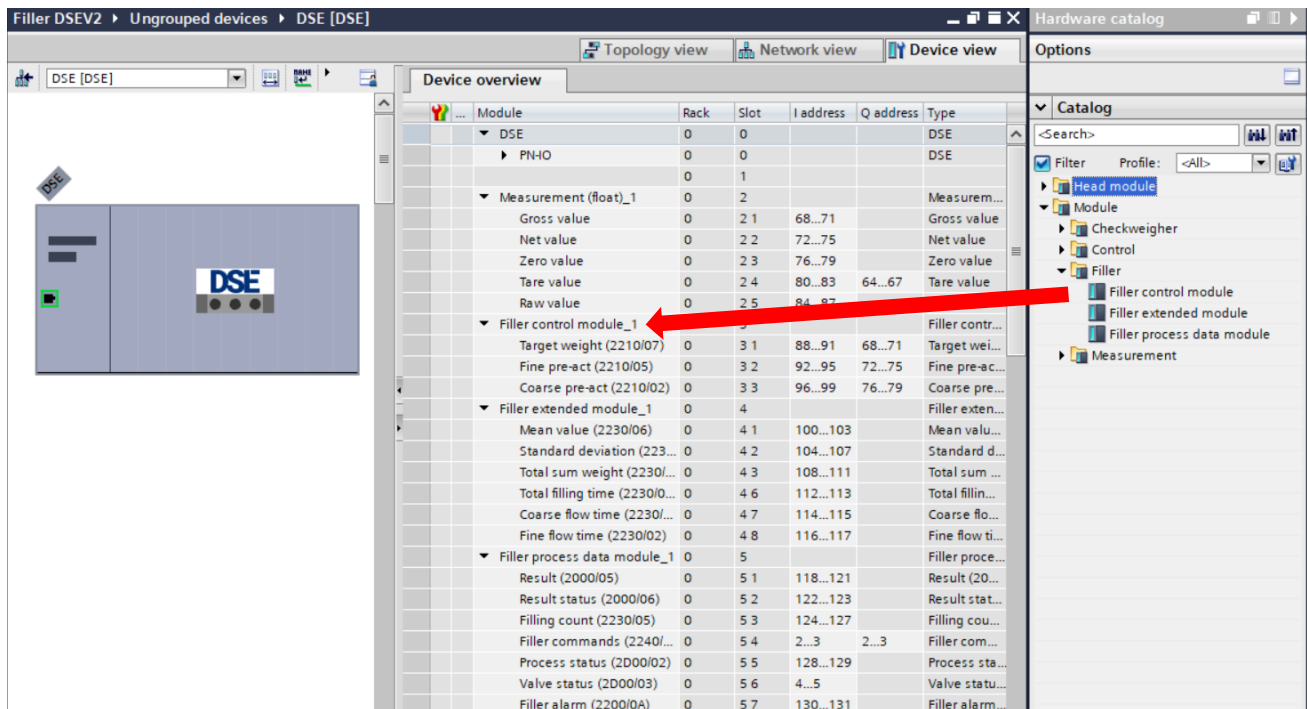 Filler DSEV2 ▸ Ungrouped devices ▸ DSE [DSE]
Hardware catalog
Topology view Network view Device view
Options
DSE [DSE]
Device overview
... Module Rack Slot I address Q address Type
DSE 0 0 DSE
PN-IO 0 0 DSE
0 1
Measurement (float)_1 0 2 Measurem...
Gross value 0 2 1 68...71 Gross value
Net value 0 2 2 72...75 Net value
Zero value 0 2 3 76...79 Zero value
Tare value 0 2 4 80...83 64...67 Tare value
Raw value 0 2 5 84...87
Filler control module_1 0 Filler contr...
Target weight (2210/07) 0 3 1 88...91 68...71 Target wei...
Fine pre-act (2210/05) 0 3 2 92...95 72...75 Fine pre-ac...
Coarse pre-act (2210/02) 0 3 3 96...99 76...79 Coarse pre...
Filler extended module_1 0 4 Filler exten...
Mean value (2230/06) 0 4 1 100...103 Mean valu...
Standard deviation (223... 0 4 2 104...107 Standard d...
Total sum weight (2230/... 0 4 3 108...111 Total sum ...
Total filling time (2230/0... 0 4 6 112...113 Total fillin...
Coarse flow time (2230/... 0 4 7 114...115 Coarse flo...
Fine flow time (2230/02) 0 4 8 116...117 Fine flow ti...
Filler process data module_1 0 5 Filler proce...
Result (2000/05) 0 5 1 118...121 Result (20...
Result status (2000/06) 0 5 2 122...123 Result stat...
Filling count (2230/05) 0 5 3 124...127 Filling cou...
Filler commands (2240/... 0 5 4 2...3 2...3 Filler com...
Process status (2D00/02) 0 5 5 128...129 Process sta...
Valve status (2D00/03) 0 5 6 4...5 Valve statu...
Filler alarm (2200/0A) 0 5 7 130...131 Filler alarm...
DSE
DSE
Catalog
<Search>
Filter Profile: <All>
Head module
Module
Checkweigher
Control
Filler
Filler control module
Filler extended module
Filler process data module
Measurement